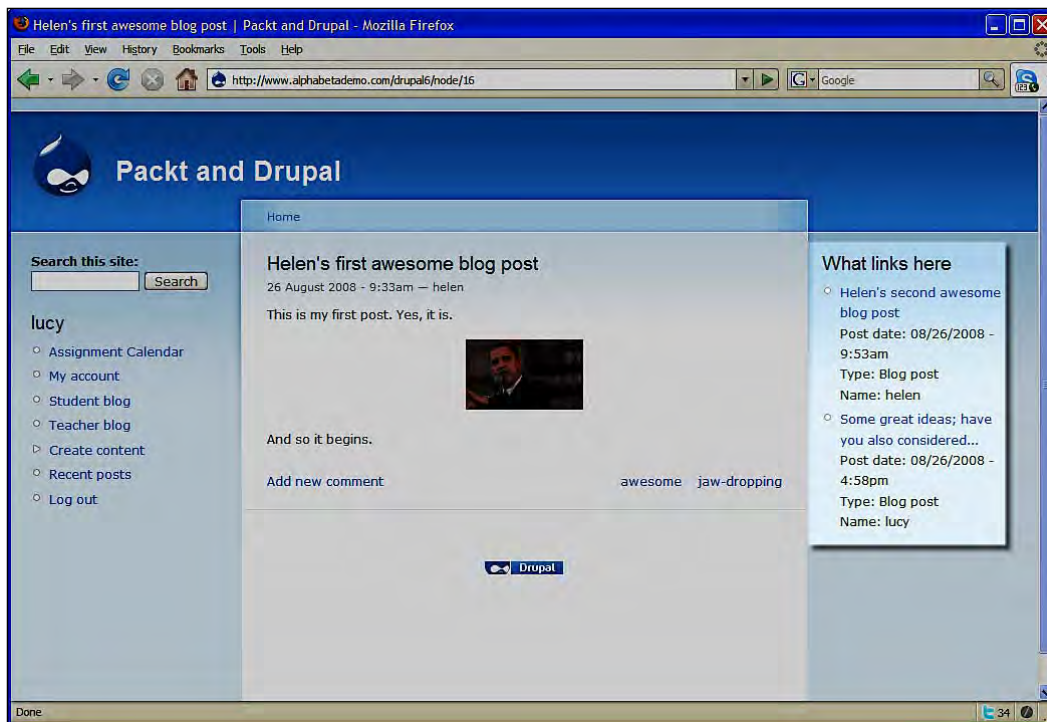 Helen's first awesome blog post | Packt and Drupal - Mozilla Firefox
File Edit View History Bookmarks Tools Help
http://www.alphabetademo.com/drupal6/node/16
G Google
Packt and Drupal
Home
Search this site:
Search
lucy
Assignment Calendar
My account
Student blog
Teacher blog
Create content
Recent posts
Log out
Helen's first awesome blog post
26 August 2008 - 9:33am — helen
This is my first post. Yes, it is.
And so it begins.
Add new comment
awesome jaw-dropping
Drupal
What links here
Helen's second awesome
blog post
Post date: 08/26/2008 -
9:53am
Type: Blog post
Name: helen
Some great ideas; have
you also considered...
Post date: 08/26/2008 -
4:58pm
Type: Blog post
Name: lucy
Done
34